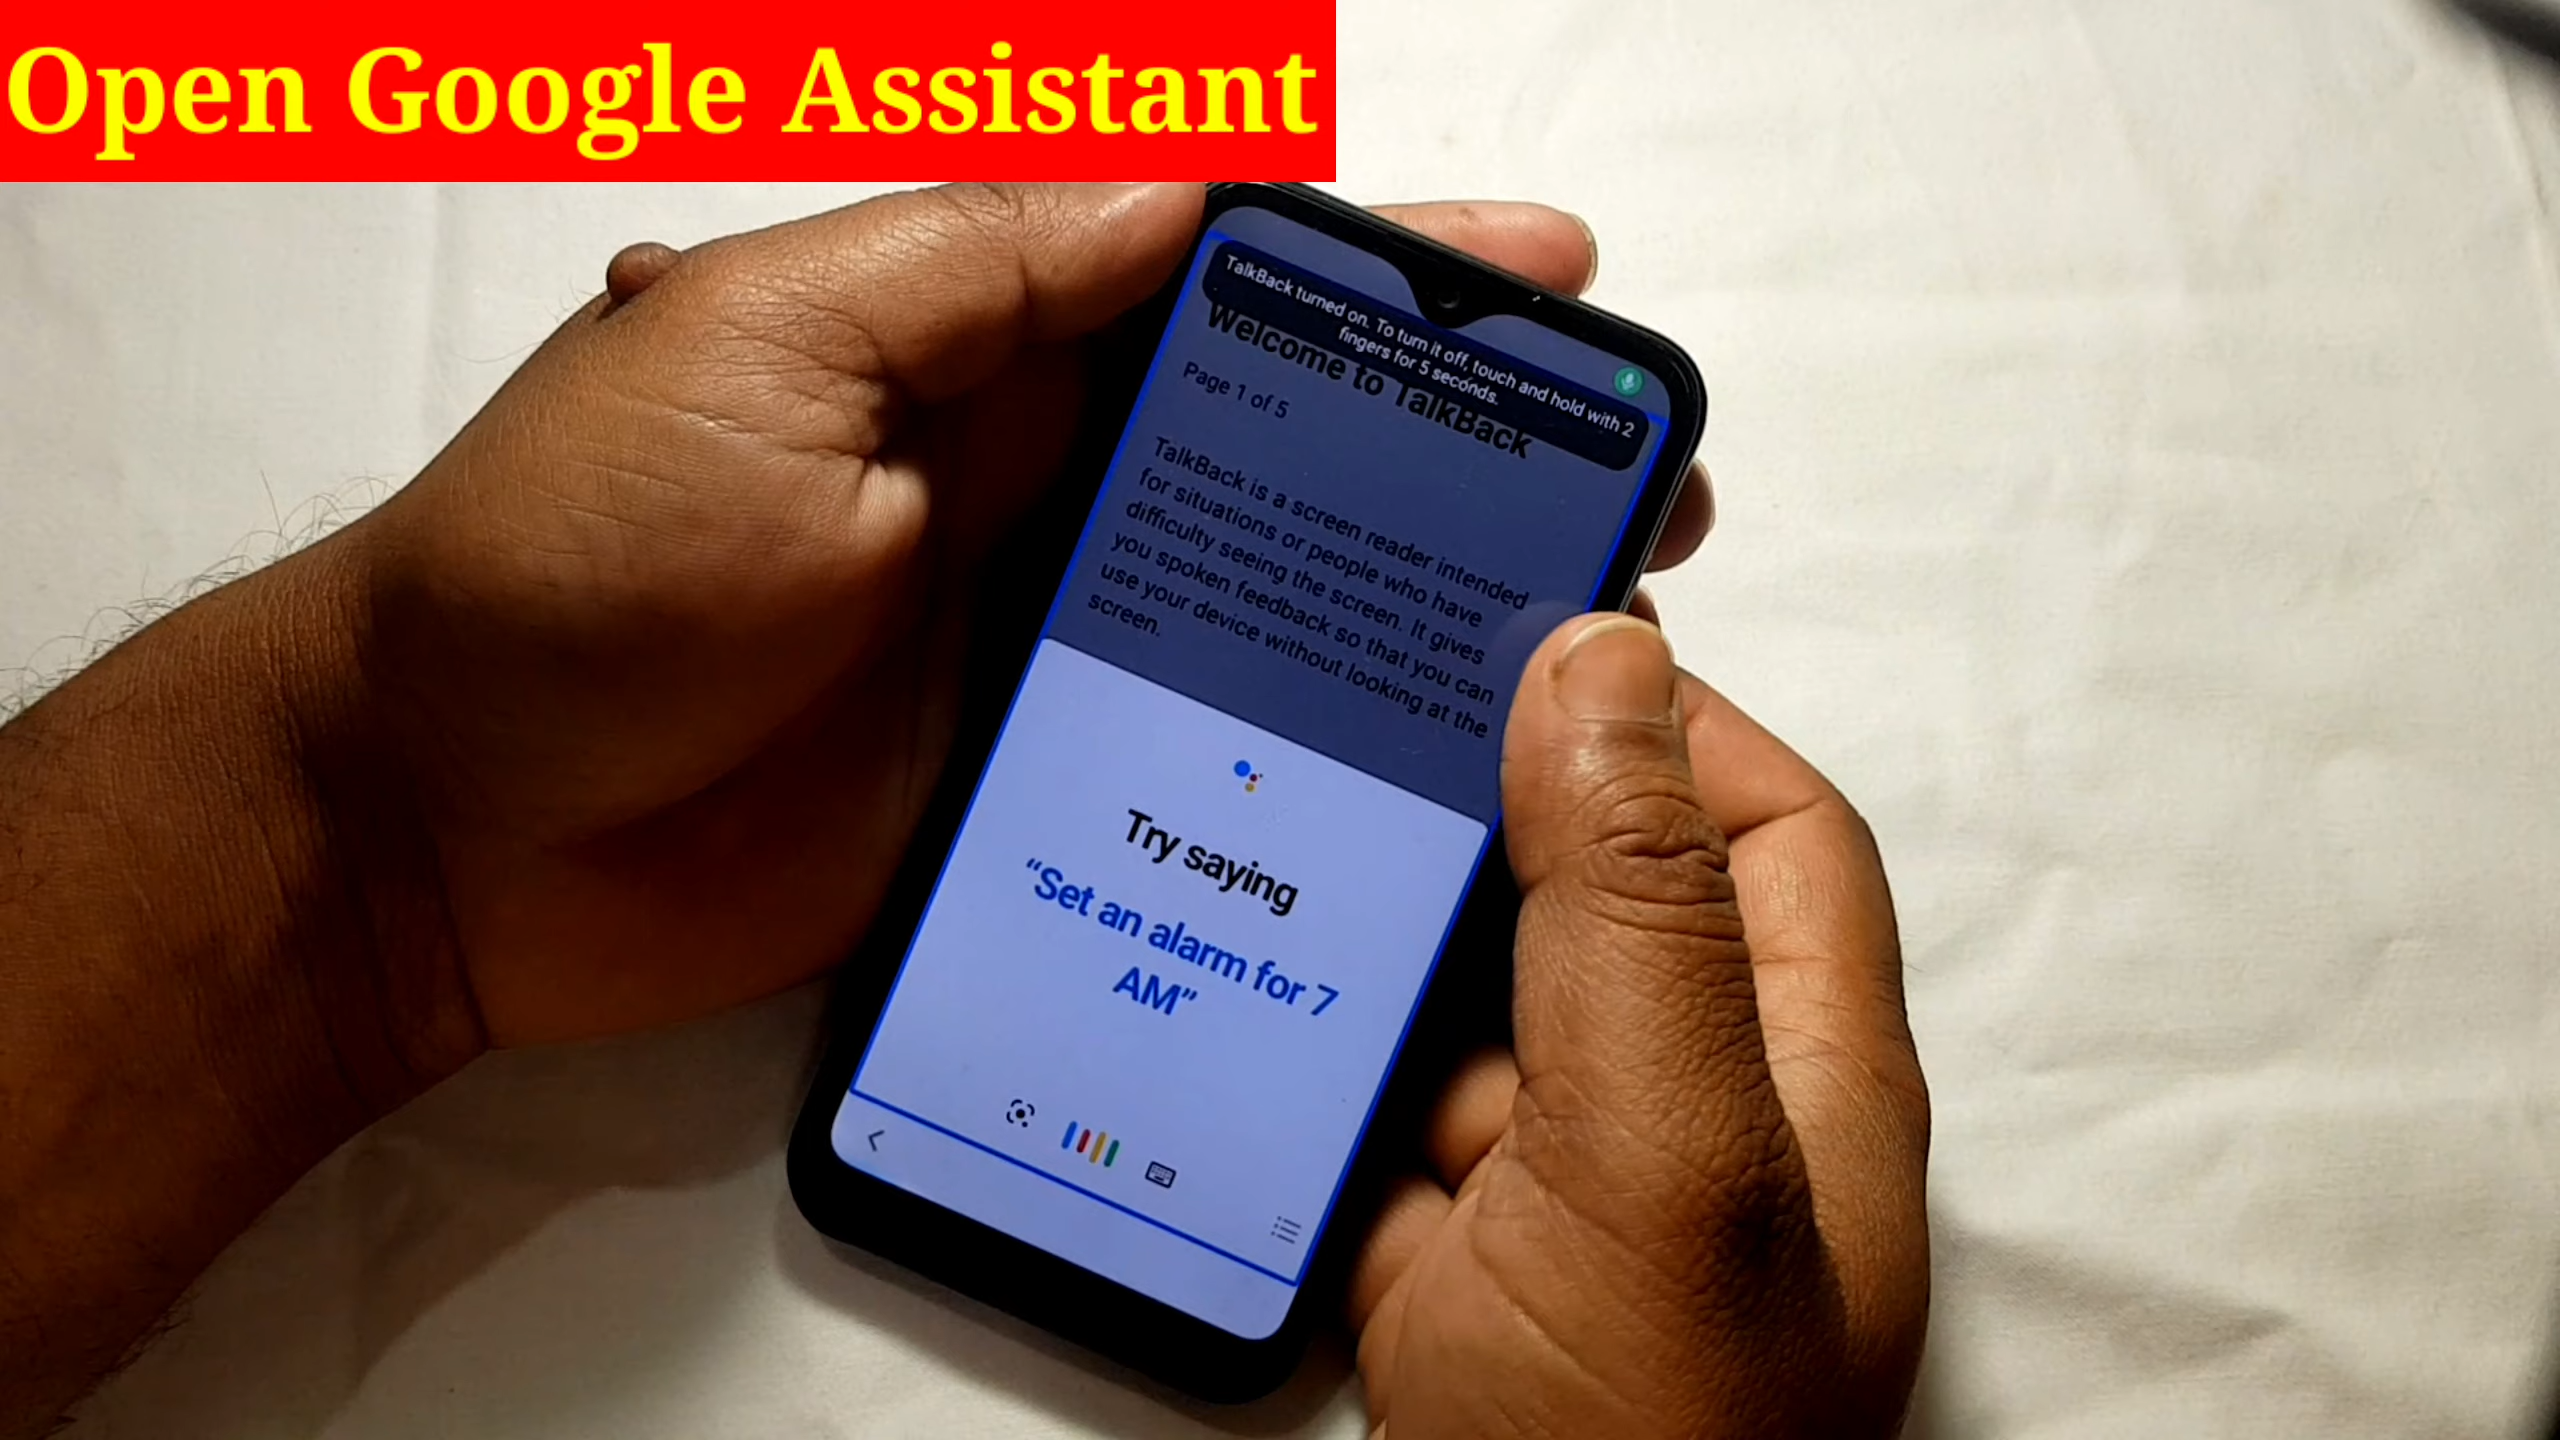 Open Google Assistant
TalkBack turned on. To turn it off, touch and hold with 2
fingers for 5 seconds.
Welcome to TalkBack
Page 1 of 5
TalkBack is a screen reader intended
for situations or people who have
difficulty seeing the screen. It gives
you spoken feedback so that you can
use your device without looking at the
screen.
Try saying
“Set an alarm for 7
AM”